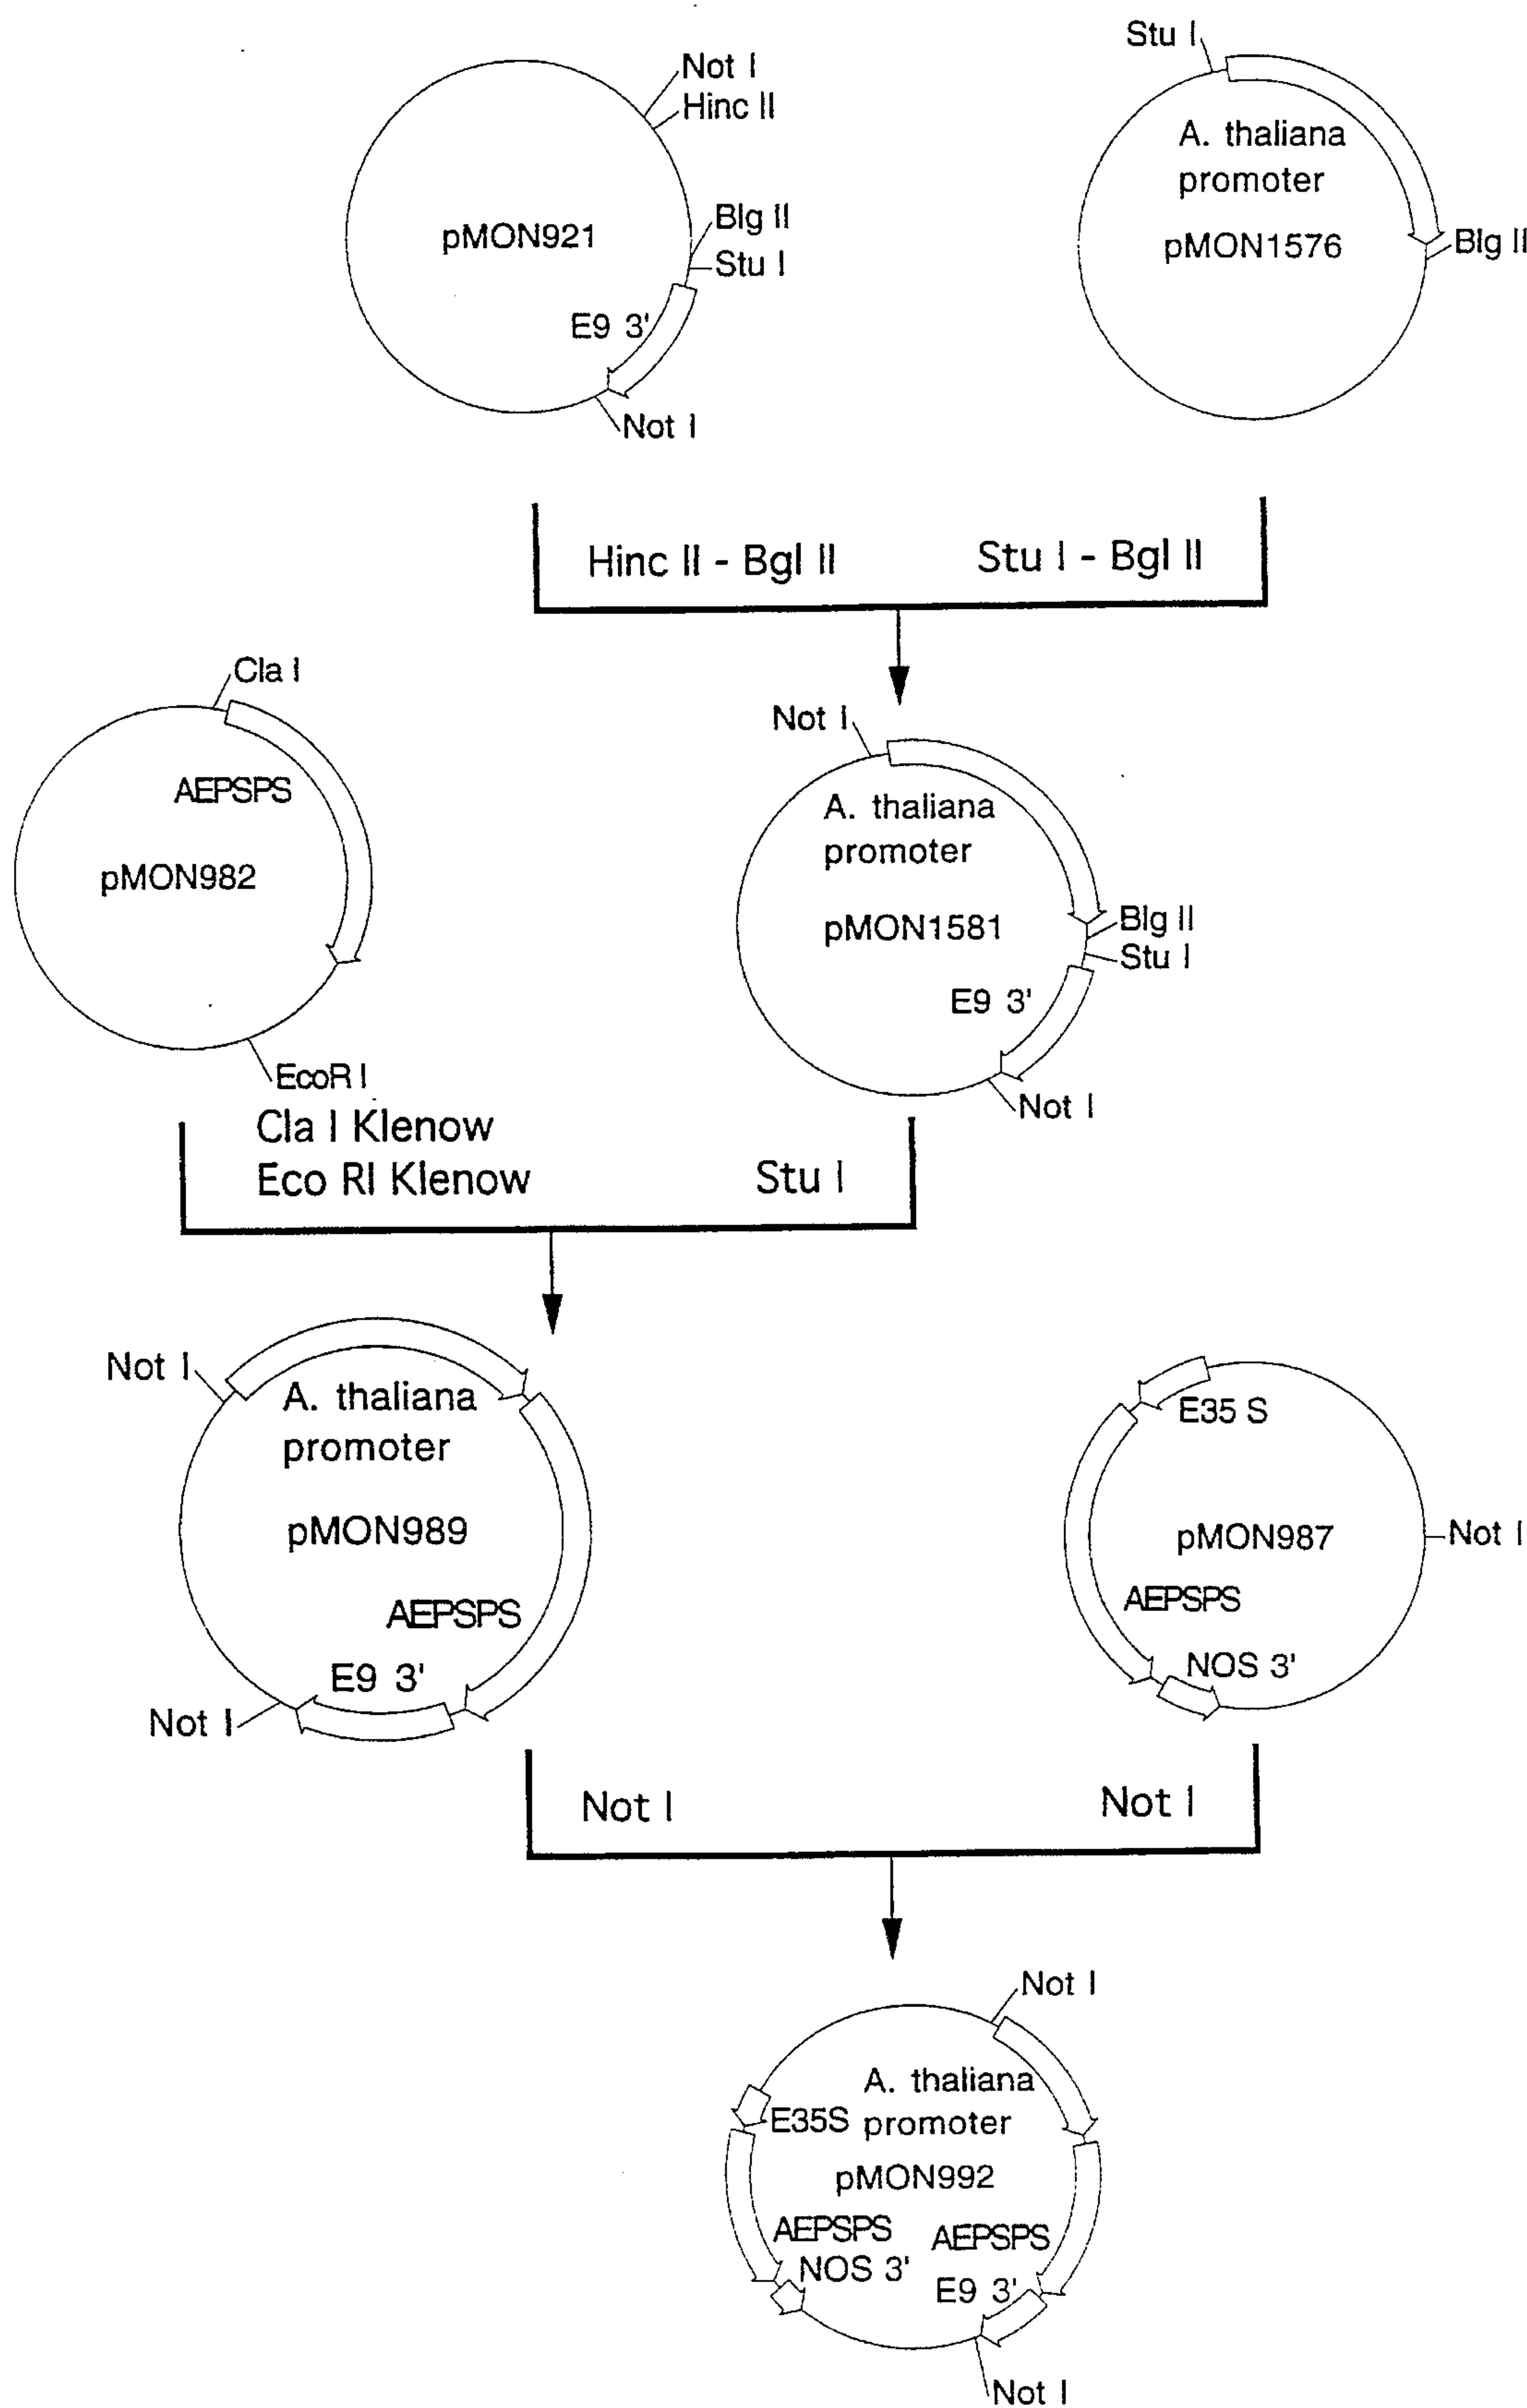 Not I
Hinc II
pMON921
Blg II
Stu I
E9 3'
Not I
Stu I
A. thaliana
promoter
pMON1576
Blg II
Hinc II - Bgl II
Stu I - Bgl II
Cla I
AEPSPS
pMON982
EcoR I
Not I
A. thaliana
promoter
pMON1581
Blg II
Stu I
E9 3'
Not I
Cla I Klenow
Eco RI Klenow
Stu I
Not I
A. thaliana
promoter
pMON989
AEPSPS
E9 3'
Not I
E35 S
pMON987
Not I
AEPSPS
NOS 3'
Not I
Not I
Not I
A. thaliana
E35S promoter
pMON992
AEPSPS AEPSPS
NOS 3' E9 3'
Not I